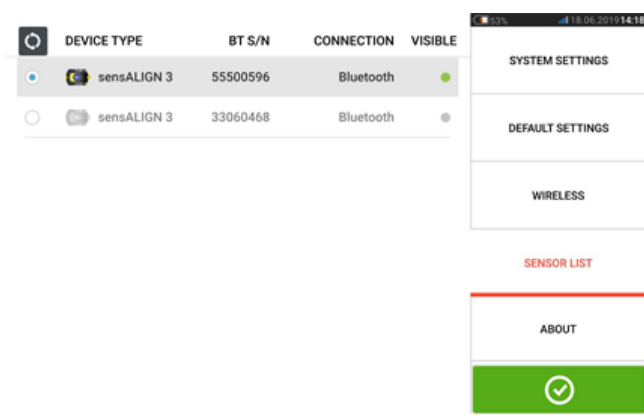 53% 18.06.2019 14:18
DEVICE TYPE BT S/N CONNECTION VISIBLE
sensALIGN 3 55500596 Bluetooth
sensALIGN 3 33060468 Bluetooth
SYSTEM SETTINGS
DEFAULT SETTINGS
WIRELESS
SENSOR LIST
ABOUT